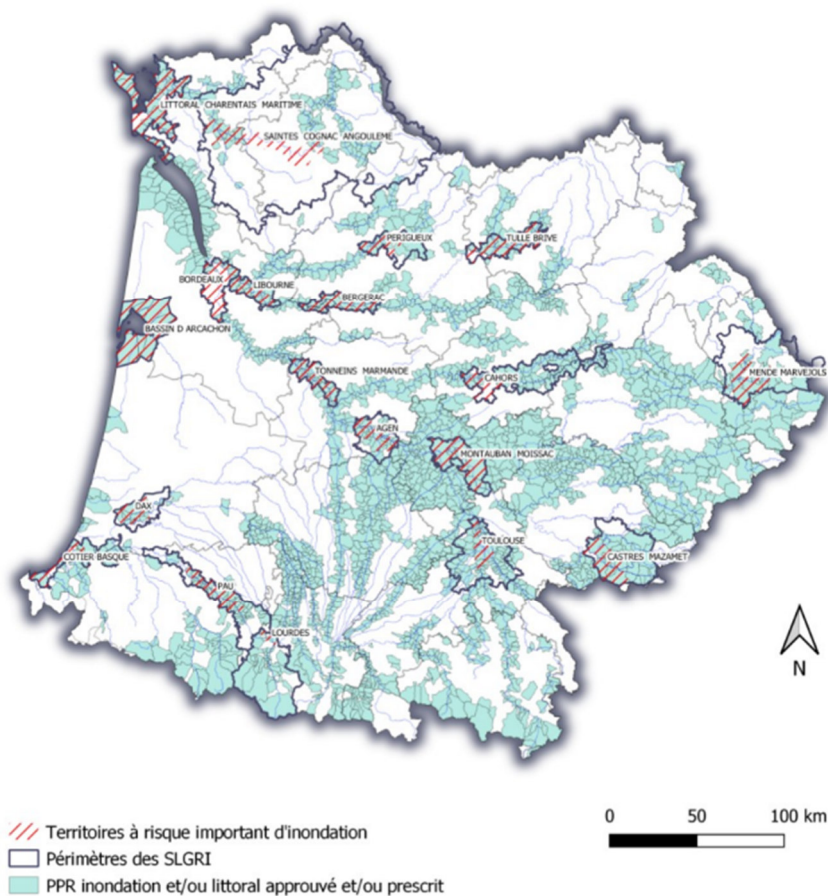 LITTORAL CHARENTAIS MARITIME
SAINTES COGNAC ANGOULEME
PERIGUEUX
TULLE BRIVE
BORDEAUX
LIBOURNE
BERGERAC
BASSIN D ARCACHON
TONNEINS MARMANDE
CAHORS
MENDE MARVEJOLS
AGEN
MONTAUBAN MOISSAC
DAX
TOULOUSE
COTIER BASQUE
CASTRES MAZAMET
PAU
LOURDES
N
Territoires à risque important d'inondation
Périmètres des SLGRI
PPR inondation et/ou littoral approuvé et/ou prescrit
0 50 100 km